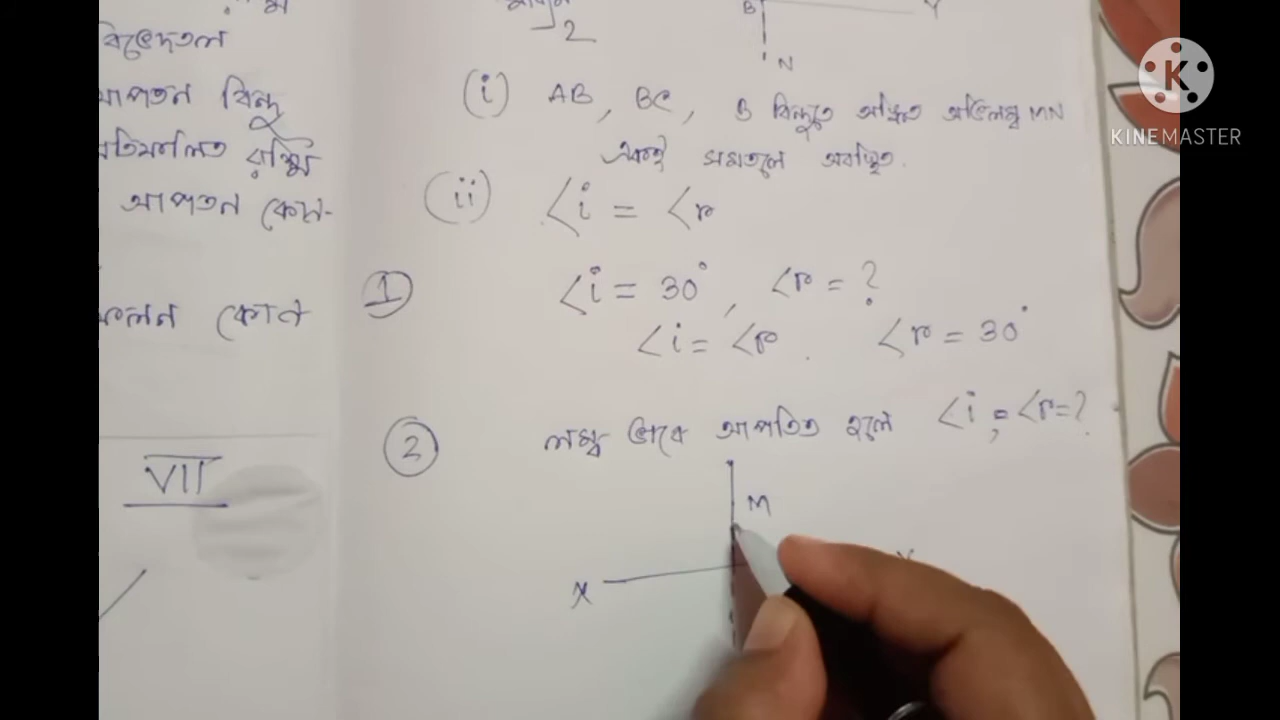 বিভেদতল
আপতন বিন্দু
প্রতিফলিত রশ্মি
আপতন কোন-
ফলন কোণ
VII
2
B Y
N
(i) AB, BC, B বিন্দুতে অঙ্কিত অভিলম্ব MN
একই সমতলে অবস্থিত.
(ii) <i = <r
① <i = 30°, <r = ?
<i = <r. <r = 30°
② লম্ব ভাবে আপতিত হলে <i = , <r = ?
M
X Y
K
KINEMASTER